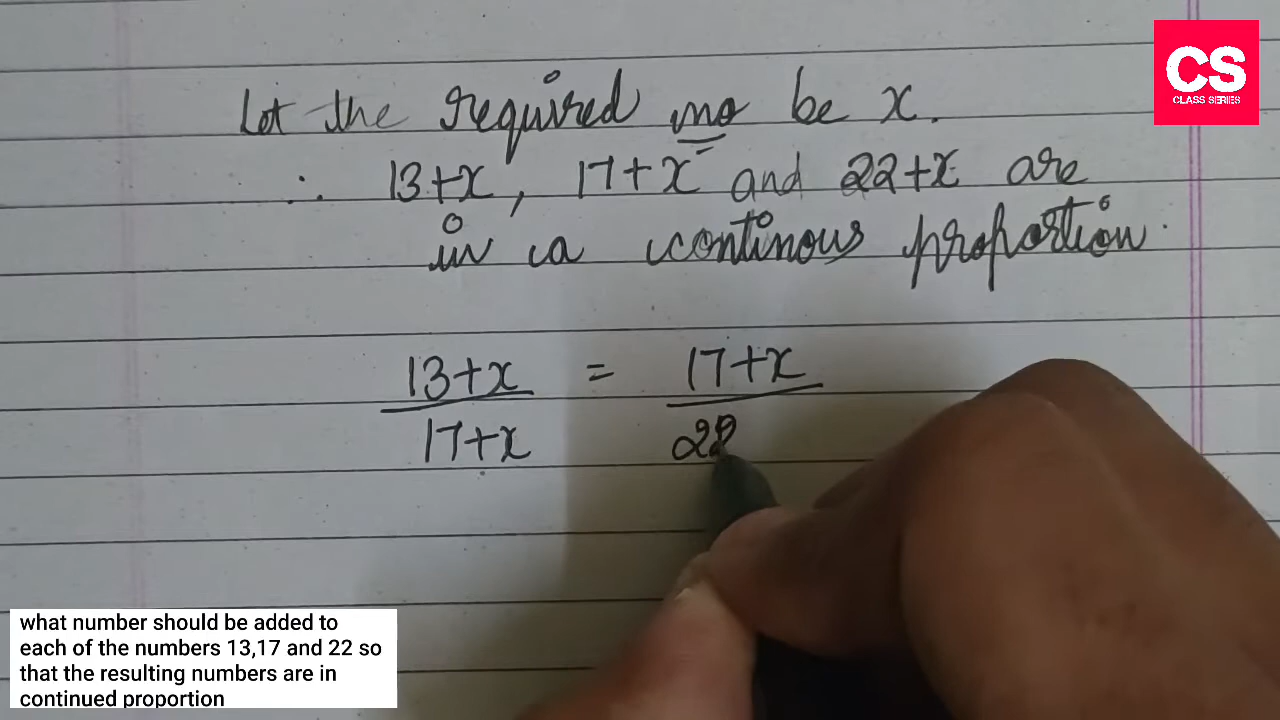 CS
CLASS SERIES
Let the required no be x.
∴ 13+x, 17+x and 22+x are
in a continous proportion.
13+x = 17+x
17+x 22
what number should be added to
each of the numbers 13,17 and 22 so
that the resulting numbers are in
continued proportion